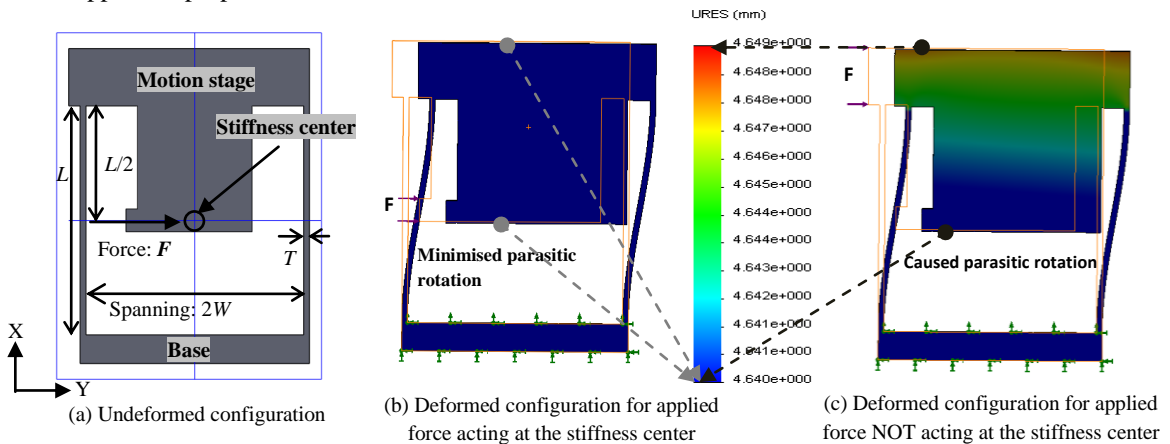 URES (mm)
Motion stage
Stiffness center
L
L/2
Force: F
T
Spanning: 2W
Base
X
Y
(a) Undeformed configuration
F
Minimised parasitic
rotation
(b) Deformed configuration for applied
force acting at the stiffness center
4.649e+000
4.648e+000
4.648e+000
4.647e+000
4.646e+000
4.645e+000
4.644e+000
4.644e+000
4.643e+000
4.642e+000
4.641e+000
4.641e+000
4.640e+000
F
Caused parasitic rotation
(c) Deformed configuration for applied
force NOT acting at the stiffness center